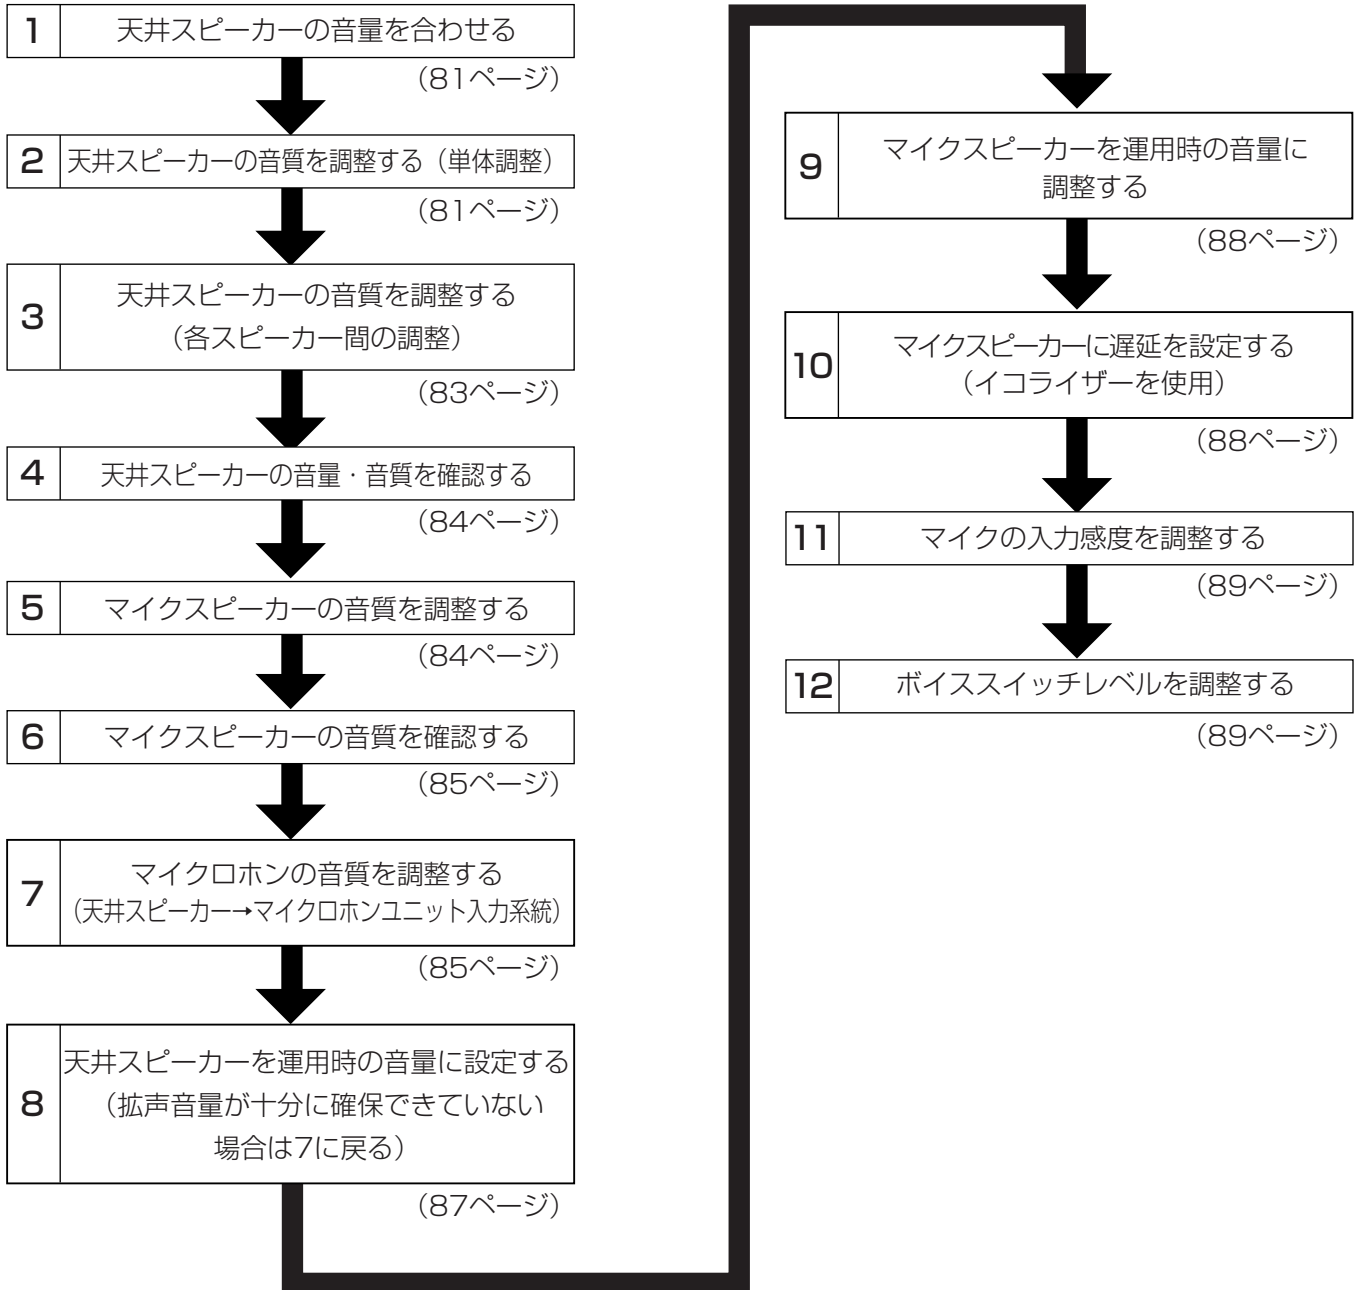 1 天井スピーカーの音量を合わせる
（81ページ）
2 天井スピーカーの音質を調整する（単体調整）
（81ページ）
3 天井スピーカーの音質を調整する
（各スピーカー間の調整）
（83ページ）
4 天井スピーカーの音量・音質を確認する
（84ページ）
5 マイクスピーカーの音質を調整する
（84ページ）
6 マイクスピーカーの音質を確認する
（85ページ）
7 マイクロホンの音質を調整する
（天井スピーカー→マイクロホンユニット入力系統）
（85ページ）
8 天井スピーカーを運用時の音量に設定する
（拡声音量が十分に確保できていない
場合は7に戻る）
（87ページ）
9 マイクスピーカーを運用時の音量に
調整する
（88ページ）
10 マイクスピーカーに遅延を設定する
（イコライザーを使用）
（88ページ）
11 マイクの入力感度を調整する
（89ページ）
12 ボイススイッチレベルを調整する
（89ページ）